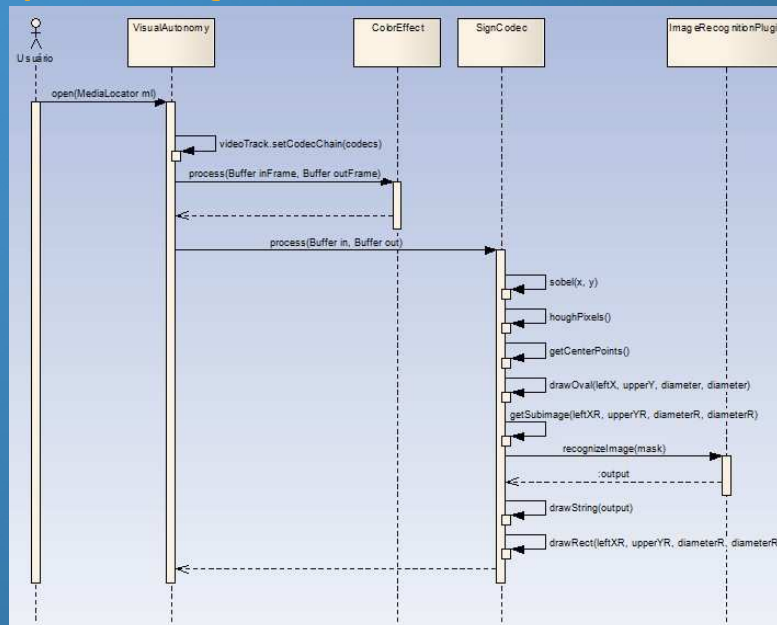 VisualAutonomy
ColorEffect
SignCodec
ImageRecognitionPlugi
Usuário
open(MediaLocator ml)
videoTrack.setCodecChain(codecs)
process(Buffer inFrame, Buffer outFrame)
process(Buffer in, Buffer out)
sobel(x, y)
houghPixels()
getCenterPoints()
drawOval(leftX, upperY, diameter, diameter)
getSubimage(leftXR, upperYR, diameterR, diameterR)
recognizeImage(mask)
:output
drawString(output)
drawRect(leftXR, upperYR, diameterR, diameterR